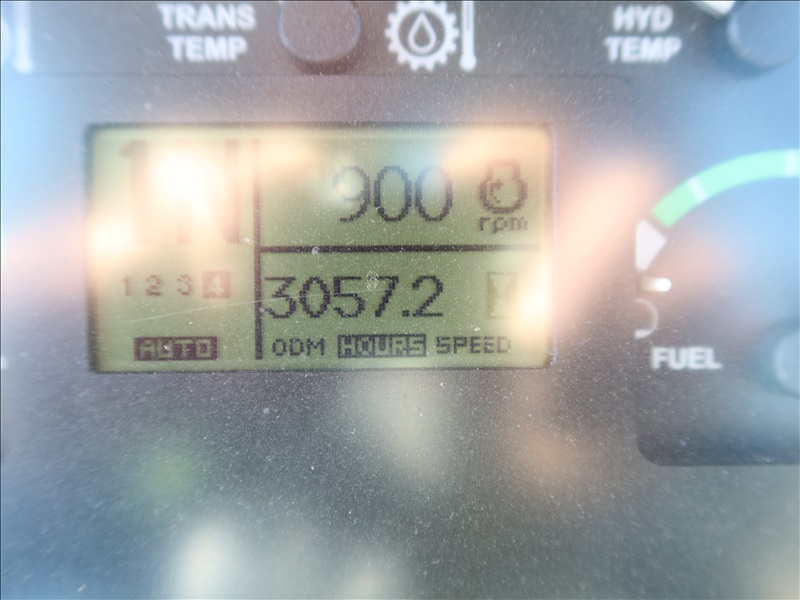 TRANS
TEMP
HYD
TEMP
1N
900
rpm
1 2 3 4
3057.2
AUTO
ODM HOURS SPEED
FUEL